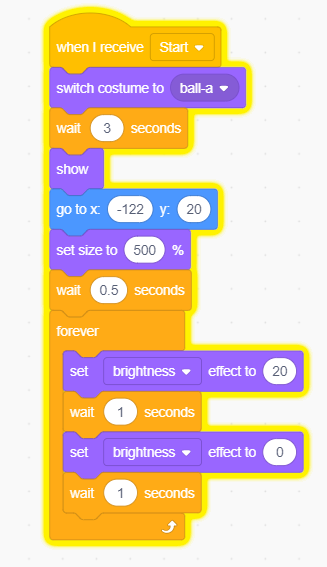 when I receive Start
switch costume to ball-a
wait 3 seconds
show
go to x: -122 y: 20
set size to 500 %
wait 0.5 seconds
forever
set brightness effect to 20
wait 1 seconds
set brightness effect to 0
wait 1 seconds